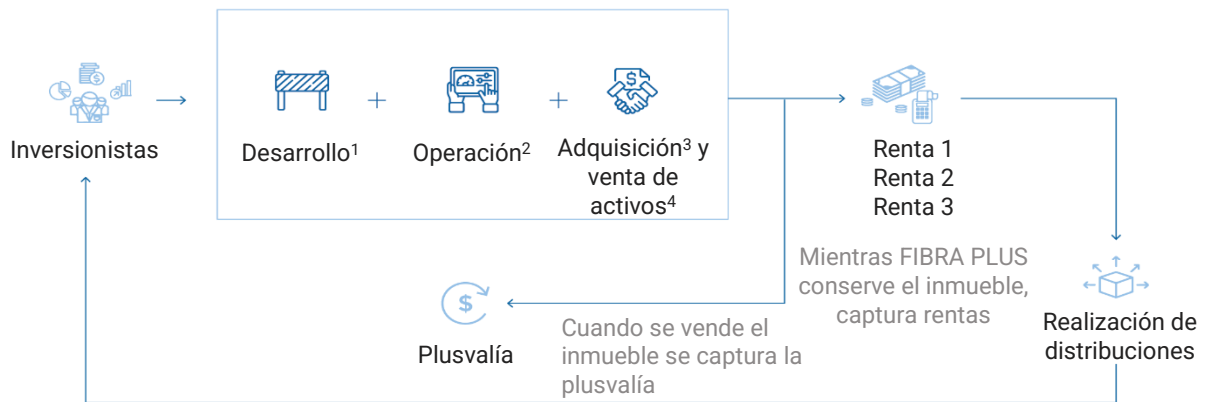 Inversionistas
Desarrollo¹
Operación²
Adquisición³ y
venta de
activos⁴
Renta 1
Renta 2
Renta 3
Mientras FIBRA PLUS
conserve el inmueble,
captura rentas
Plusvalía
Cuando se vende el
inmueble se captura la
plusvalía
Realización de
distribuciones